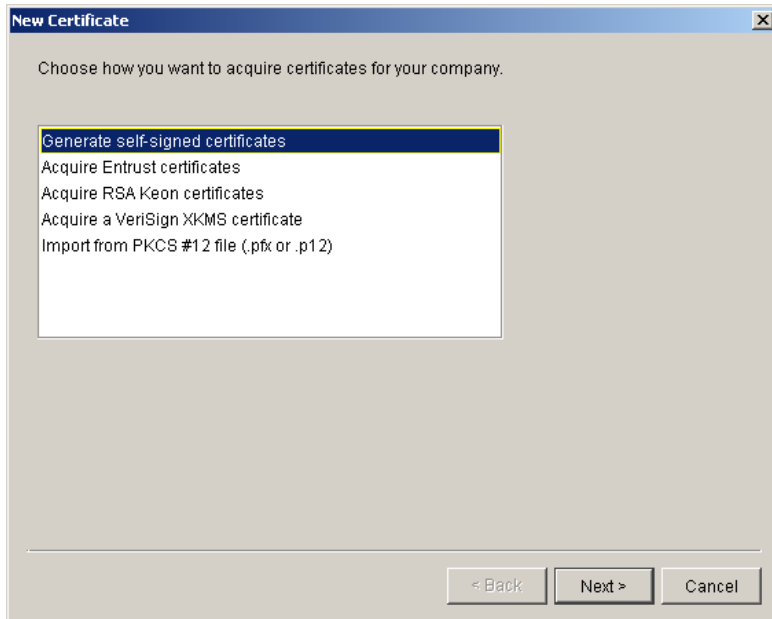 New Certificate
Choose how you want to acquire certificates for your company.
Generate self-signed certificates
Acquire Entrust certificates
Acquire RSA Keon certificates
Acquire a VeriSign XKMS certificate
Import from PKCS #12 file (.pfx or .p12)
< Back Next > Cancel